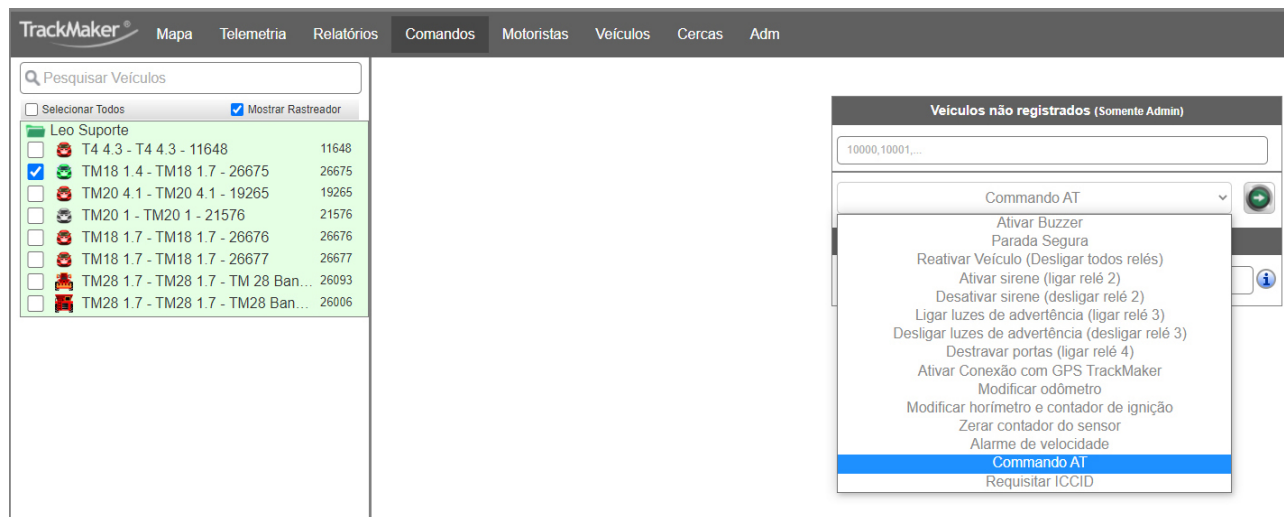 TrackMaker® Mapa Telemetria Relatórios Comandos Motoristas Veículos Cercas Adm
Pesquisar Veículos
Selecionar Todos Mostrar Rastreador
Leo Suporte
T4 4.3 - T4 4.3 - 11648 11648
TM18 1.4 - TM18 1.7 - 26675 26675
TM20 4.1 - TM20 4.1 - 19265 19265
TM20 1 - TM20 1 - 21576 21576
TM18 1.7 - TM18 1.7 - 26676 26676
TM18 1.7 - TM18 1.7 - 26677 26677
TM28 1.7 - TM28 1.7 - TM 28 Ban... 26093
TM28 1.7 - TM28 1.7 - TM28 Ban... 26006
Veículos não registrados (Somente Admin)
10000,10001,...
Commando AT
Ativar Buzzer
Parada Segura
Reativar Veículo (Desligar todos relés)
Ativar sirene (ligar relé 2)
Desativar sirene (desligar relé 2)
Ligar luzes de advertência (ligar relé 3)
Desligar luzes de advertência (desligar relé 3)
Destravar portas (ligar relé 4)
Ativar Conexão com GPS TrackMaker
Modificar odômetro
Modificar horímetro e contador de ignição
Zerar contador do sensor
Alarme de velocidade
Commando AT
Requisitar ICCID